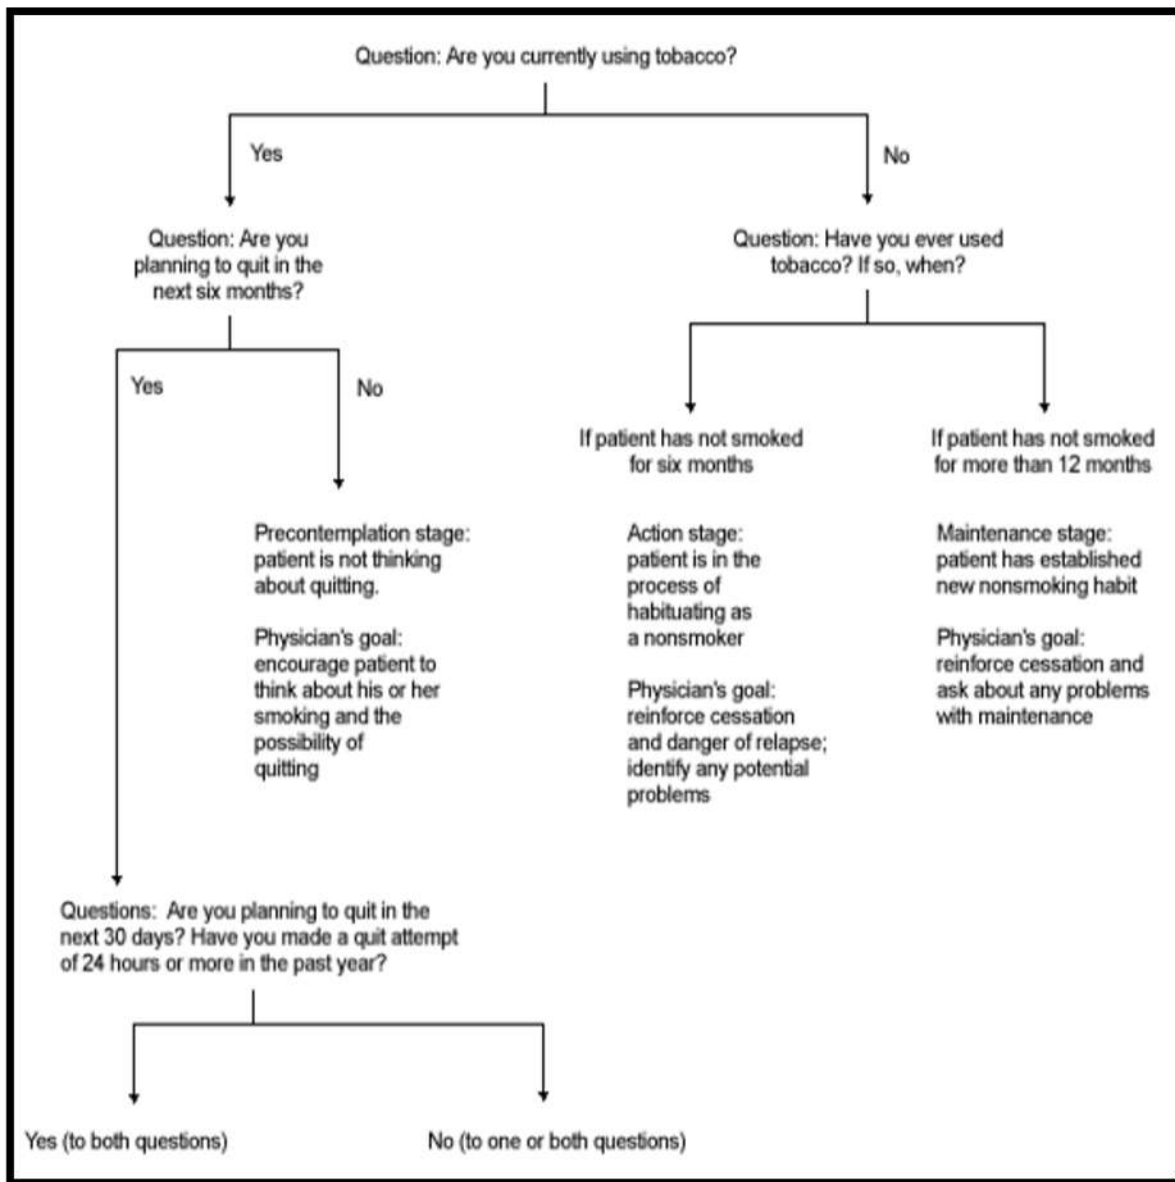 Question: Are you currently using tobacco?
Yes
No
Question: Are you
planning to quit in the
next six months?
Question: Have you ever used
tobacco? If so, when?
Yes
No
If patient has not smoked
for six months
If patient has not smoked
for more than 12 months
Precontemplation stage:
patient is not thinking
about quitting.
Physician's goal:
encourage patient to
think about his or her
smoking and the
possibility of
quitting
Action stage:
patient is in the
process of
habituating as
a nonsmoker
Physician's goal:
reinforce cessation
and danger of relapse;
identify any potential
problems
Maintenance stage:
patient has established
new nonsmoking habit
Physician's goal:
reinforce cessation and
ask about any problems
with maintenance
Questions: Are you planning to quit in the
next 30 days? Have you made a quit attempt
of 24 hours or more in the past year?
Yes (to both questions)
No (to one or both questions)